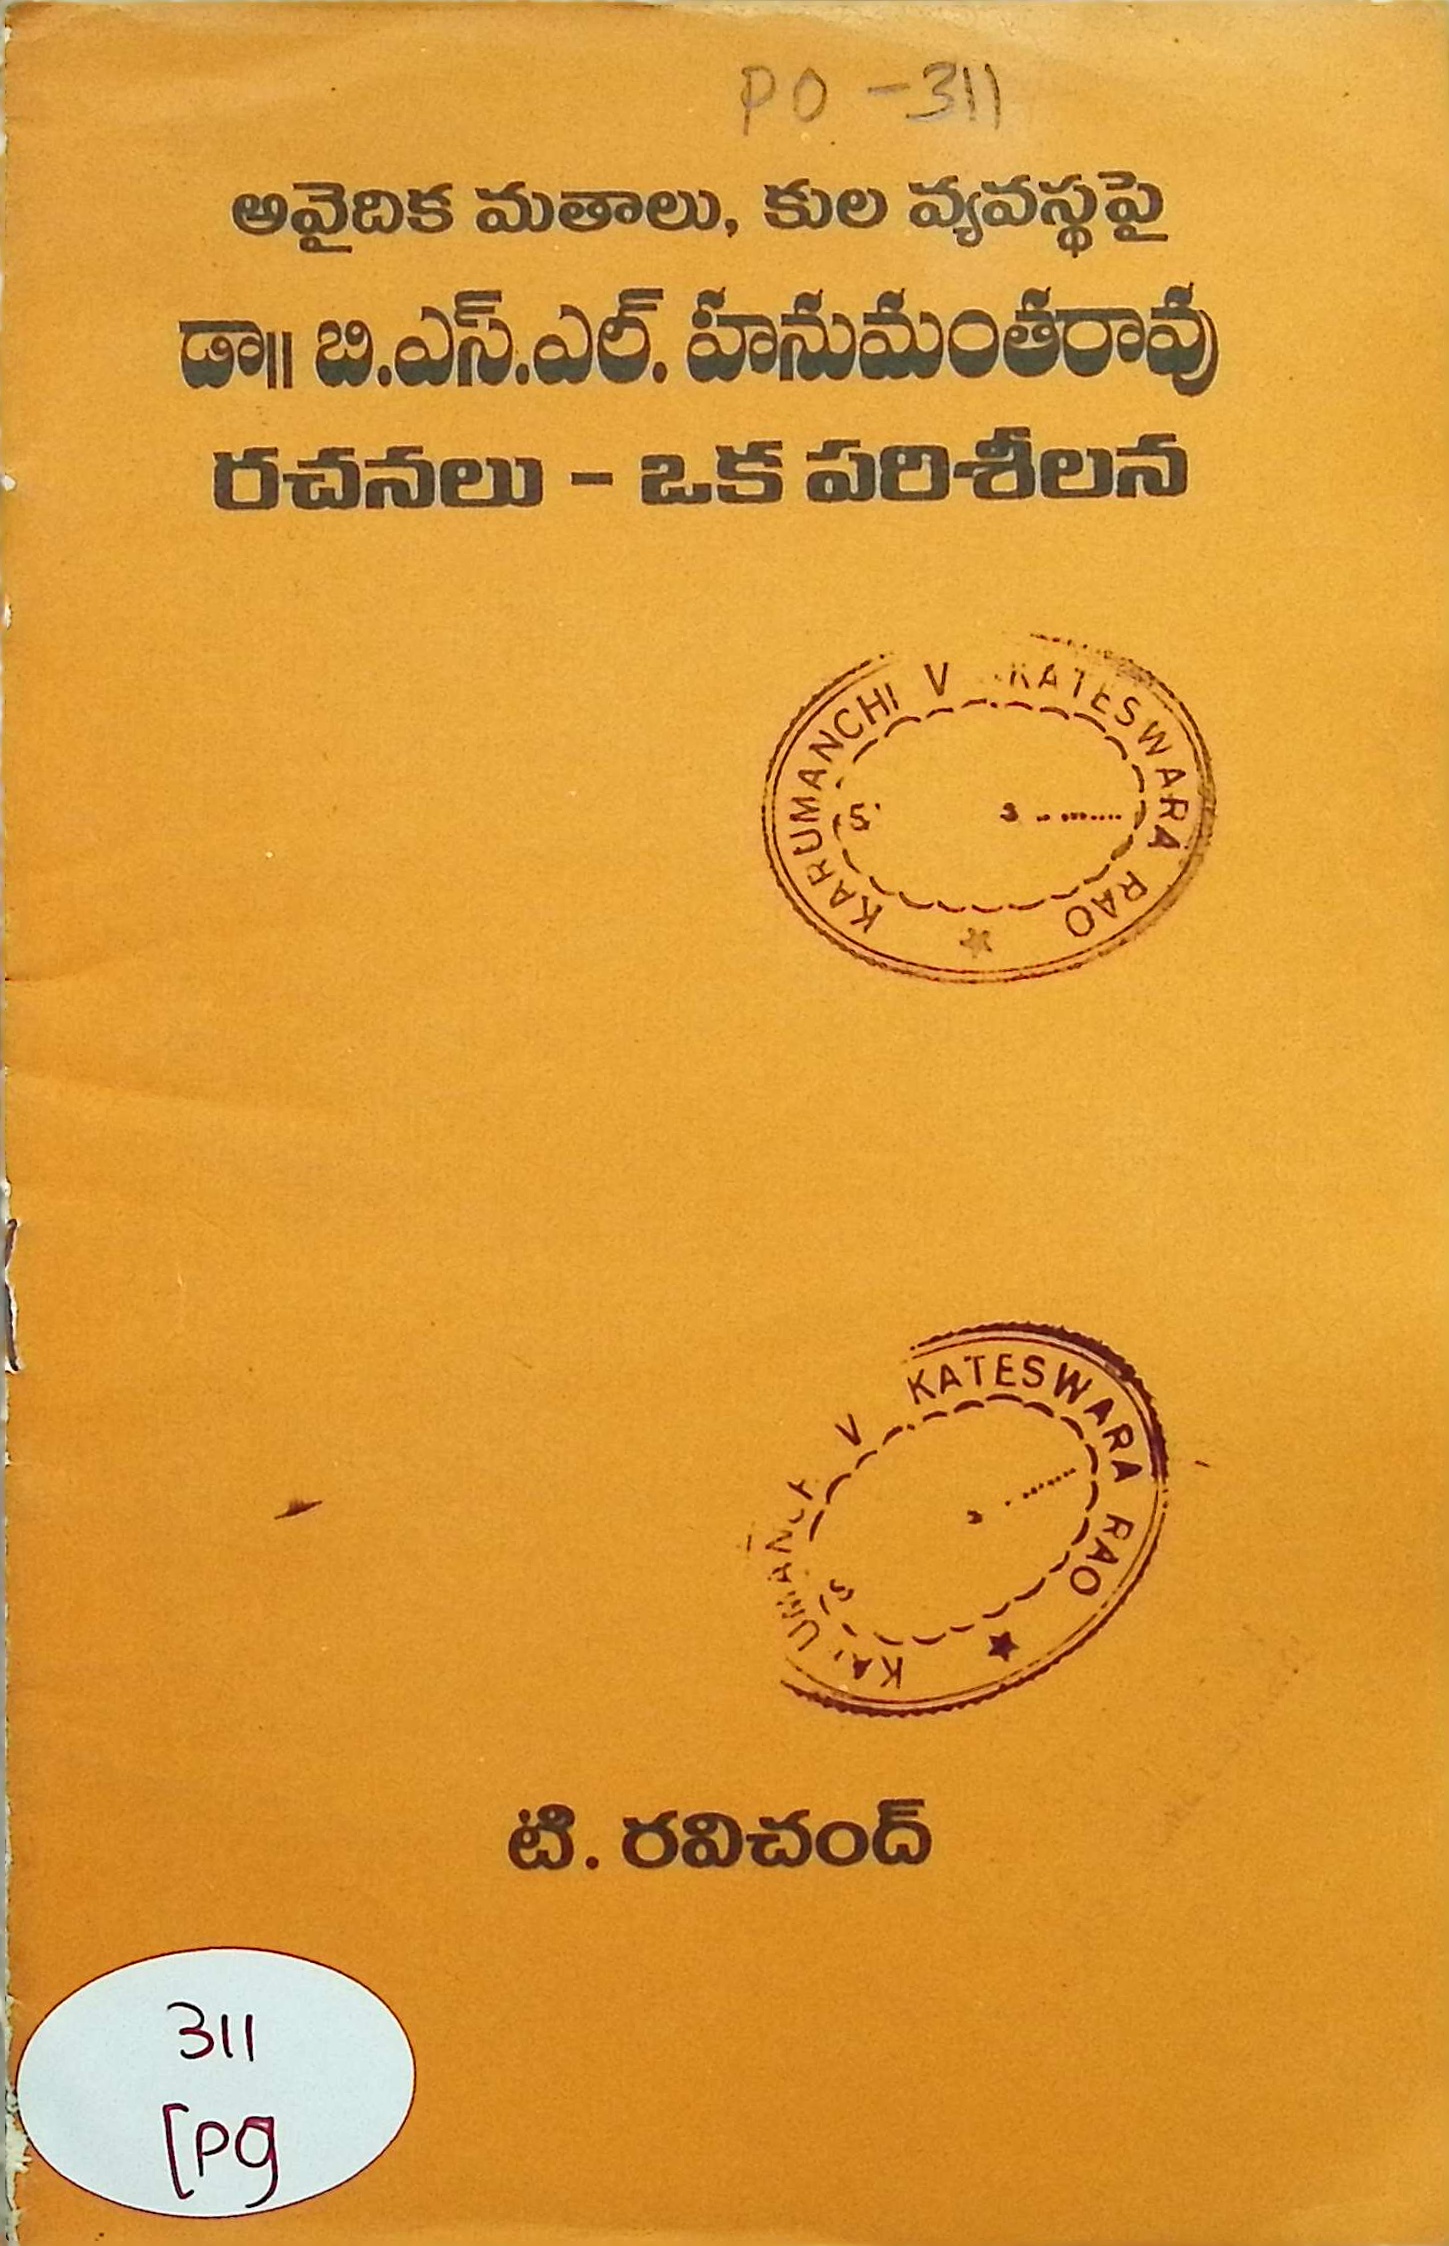 PO - 311
అవైదిక మతాలు, కుల వ్యవస్థపై
డా॥ బి.ఎస్.ఎల్. హనుమంతరావు
రచనలు - ఒక పరిశీలన
KARUMANCHI V KATESWARA RAO
S
KATESWARA RAO
టి. రవిచంద్
311
[pg